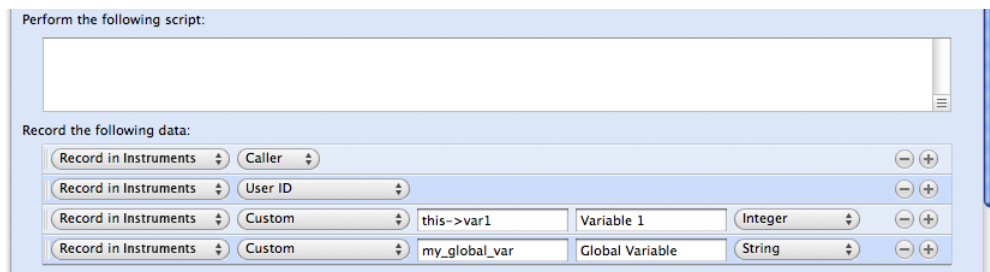 Perform the following script:
Record the following data:
Record in Instruments Caller
Record in Instruments User ID
Record in Instruments Custom this->var1 Variable 1 Integer
Record in Instruments Custom my_global_var Global Variable String